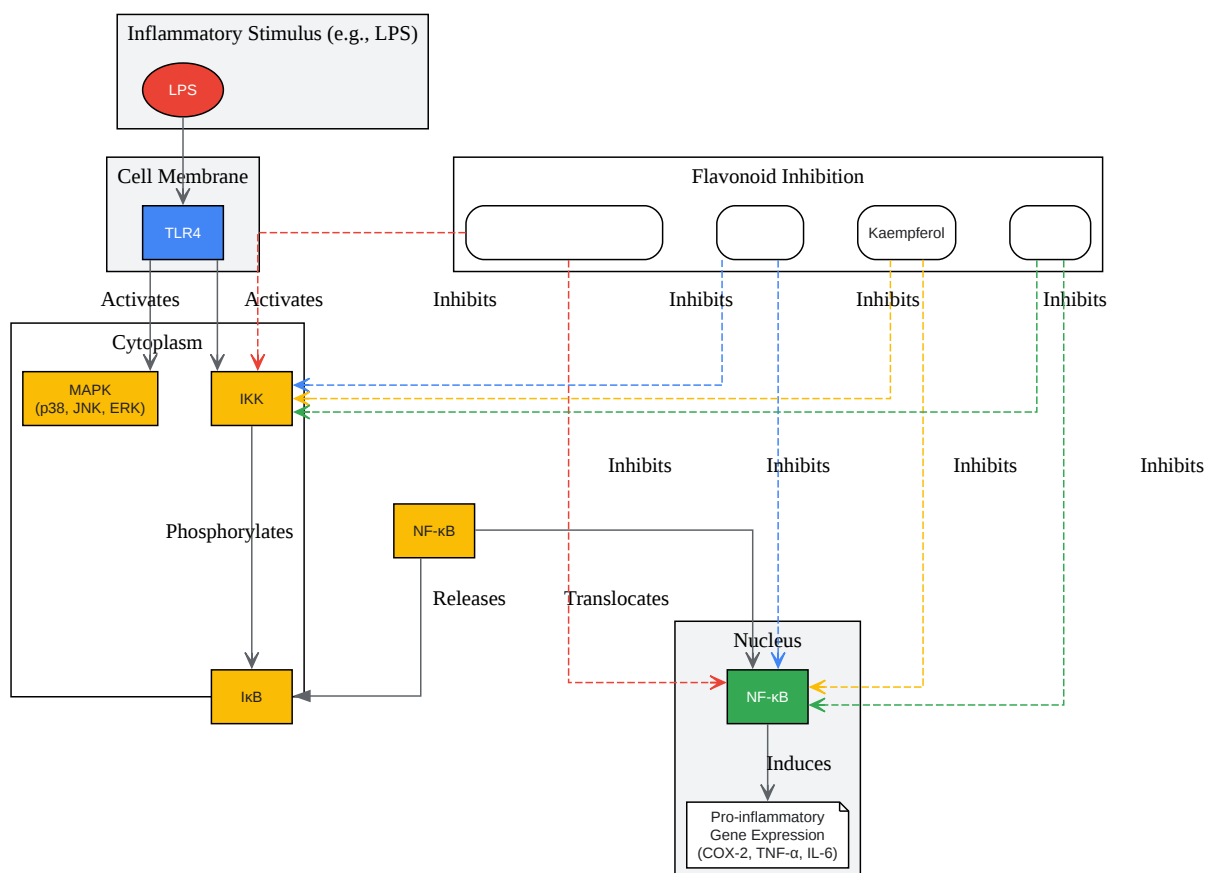 Inflammatory Stimulus (e.g., LPS)
LPS
Cell Membrane
TLR4
Flavonoid Inhibition
Kaempferol
Activates
Activates
Inhibits
Inhibits
Inhibits
Inhibits
Cytoplasm
MAPK
(p38, JNK, ERK)
IKK
Inhibits
Inhibits
Inhibits
Inhibits
Phosphorylates
NF-κB
Releases
Translocates
Nucleus
IκB
NF-κB
Induces
Pro-inflammatory
Gene Expression
(COX-2, TNF-α, IL-6)